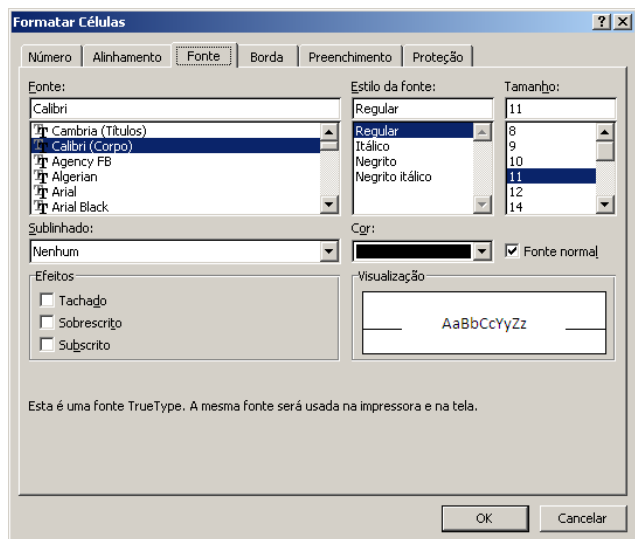 Formatar Células
Número Alinhamento Fonte Borda Preenchimento Proteção
Fonte: Estilo da fonte: Tamanho:
Calibri Regular 11
Cambria (Títulos) Regular 8
Calibri (Corpo) Itálico 9
Agency FB Negrito 10
Algerian Negrito itálico 11
Arial 12
Arial Black 14
Sublinhado: Cor:
Nenhum Fonte normal
Efeitos Visualização
Tachado
Sobrescrito AaBbCcYyZz
Subscrito
Esta é uma fonte TrueType. A mesma fonte será usada na impressora e na tela.
OK Cancelar